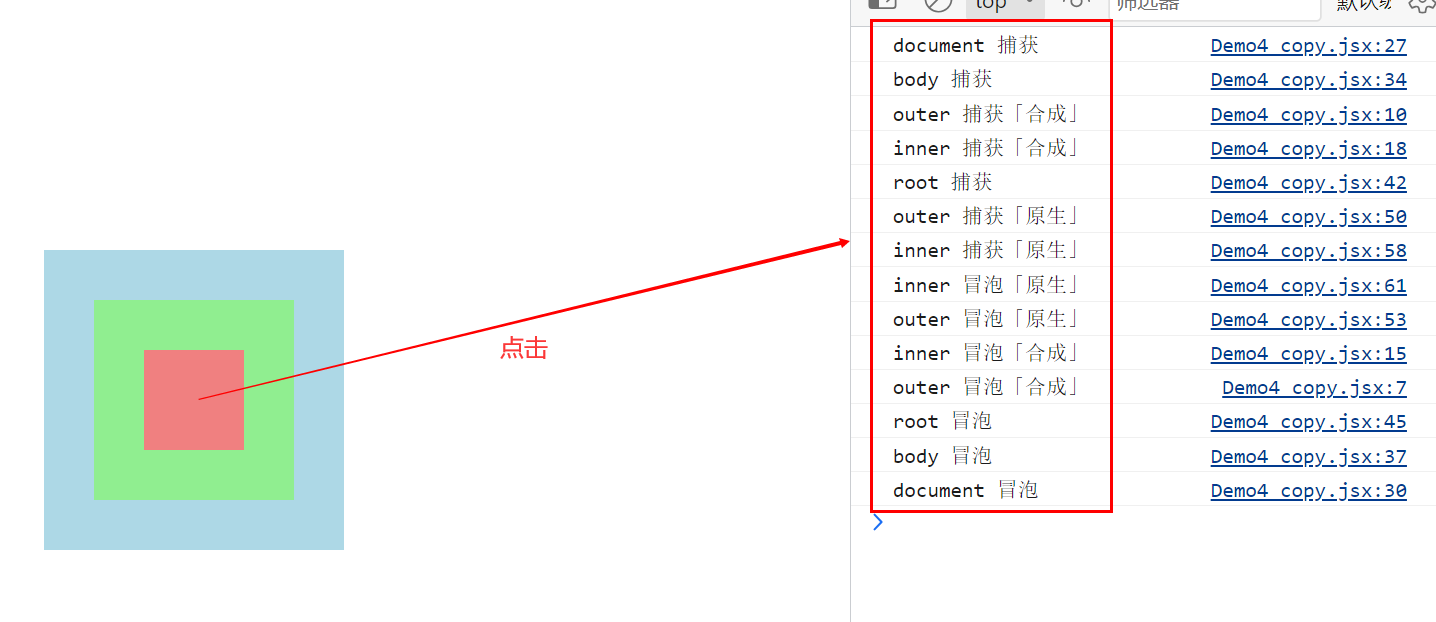 top
筛选器
默认级
document 捕获 Demo4 copy.jsx:27
body 捕获 Demo4 copy.jsx:34
outer 捕获「合成」 Demo4 copy.jsx:10
inner 捕获「合成」 Demo4 copy.jsx:18
root 捕获 Demo4 copy.jsx:42
outer 捕获「原生」 Demo4 copy.jsx:50
inner 捕获「原生」 Demo4 copy.jsx:58
inner 冒泡「原生」 Demo4 copy.jsx:61
outer 冒泡「原生」 Demo4 copy.jsx:53
inner 冒泡「合成」 Demo4 copy.jsx:15
outer 冒泡「合成」 Demo4 copy.jsx:7
root 冒泡 Demo4 copy.jsx:45
body 冒泡 Demo4 copy.jsx:37
document 冒泡 Demo4 copy.jsx:30
点击